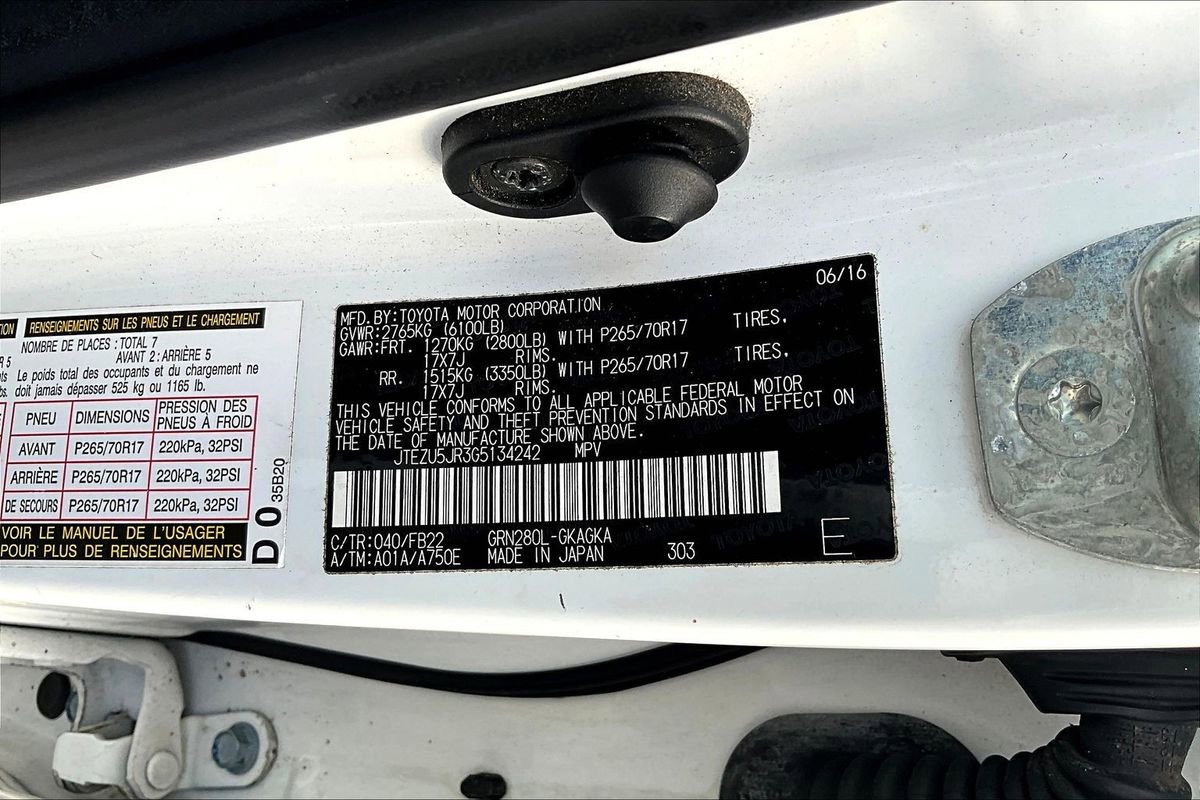 ION
RENSEIGNEMENTS SUR LES PNEUS ET LE CHARGEMENT
NOMBRE DE PLACES : TOTAL 7
R 5
AVANT 2 : ARRIÈRE 5
nts
Le poids total des occupants et du chargement ne
bs.
doit jamais dépasser 525 kg ou 1165 lb.
PNEU DIMENSIONS PRESSION DES PNEUS À FROID
AVANT P265/70R17 220kPa, 32PSI
ARRIÈRE P265/70R17 220kPa, 32PSI
DE SECOURS P265/70R17 220kPa, 32PSI
VOIR LE MANUEL DE L'USAGER
POUR PLUS DE RENSEIGNEMENTS
D 0 35B20
06/16
MFD.BY:TOYOTA MOTOR CORPORATION
GVWR:2765KG (6100LB)
GAWR:FRT. 1270KG (2800LB) WITH P265/70R17 TIRES,
17X7J RIMS.
RR. 1515KG (3350LB) WITH P265/70R17 TIRES,
17X7J RIMS.
THIS VEHICLE CONFORMS TO ALL APPLICABLE FEDERAL MOTOR
VEHICLE SAFETY AND THEFT PREVENTION STANDARDS IN EFFECT ON
THE DATE OF MANUFACTURE SHOWN ABOVE.
JTEZU5JR3G5134242 MPV
C/TR:040/FB22 GRN280L-GKAGKA
A/TM:A01A/A750E MADE IN JAPAN 303
E